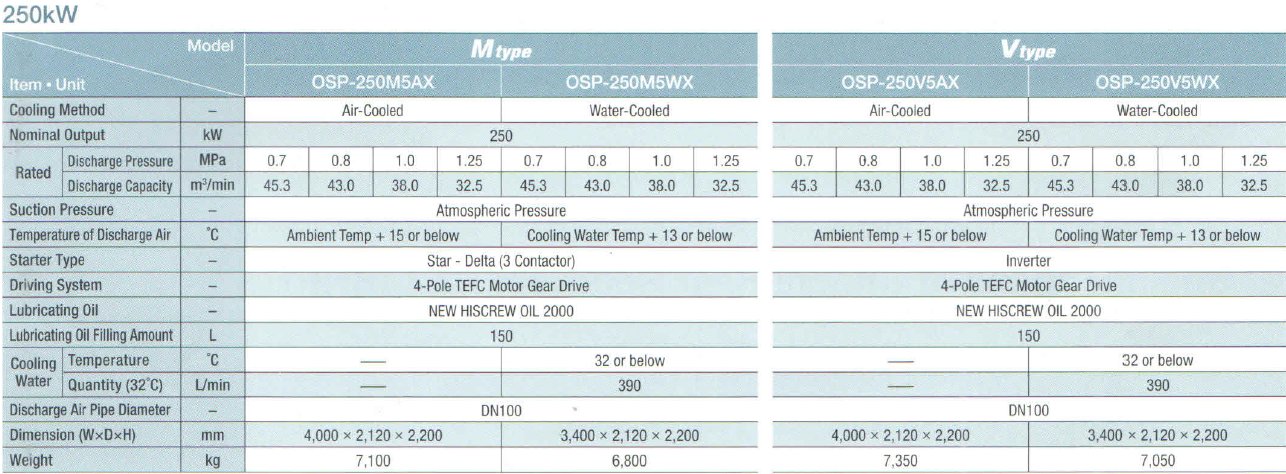 250kW
Model M type V type
Item • Unit OSP-250M5AX OSP-250M5WX OSP-250V5AX OSP-250V5WX
Cooling Method – Air-Cooled Water-Cooled Air-Cooled Water-Cooled
Nominal Output kW 250 250
Rated Discharge Pressure MPa 0.7 0.8 1.0 1.25 0.7 0.8 1.0 1.25 0.7 0.8 1.0 1.25 0.7 0.8 1.0 1.25
Discharge Capacity m³/min 45.3 43.0 38.0 32.5 45.3 43.0 38.0 32.5 45.3 43.0 38.0 32.5 45.3 43.0 38.0 32.5
Suction Pressure – Atmospheric Pressure Atmospheric Pressure
Temperature of Discharge Air °C Ambient Temp + 15 or below Cooling Water Temp + 13 or below Ambient Temp + 15 or below Cooling Water Temp + 13 or below
Starter Type – Star - Delta (3 Contactor) Inverter
Driving System – 4-Pole TEFC Motor Gear Drive 4-Pole TEFC Motor Gear Drive
Lubricating Oil – NEW HISCREW OIL 2000 NEW HISCREW OIL 2000
Lubricating Oil Filling Amount L 150 150
Cooling Water Temperature °C — 32 or below — 32 or below
Quantity (32°C) L/min — 390 — 390
Discharge Air Pipe Diameter – DN100 DN100
Dimension (W×D×H) mm 4,000 × 2,120 × 2,200 3,400 × 2,120 × 2,200 4,000 × 2,120 × 2,200 3,400 × 2,120 × 2,200
Weight kg 7,100 6,800 7,350 7,050